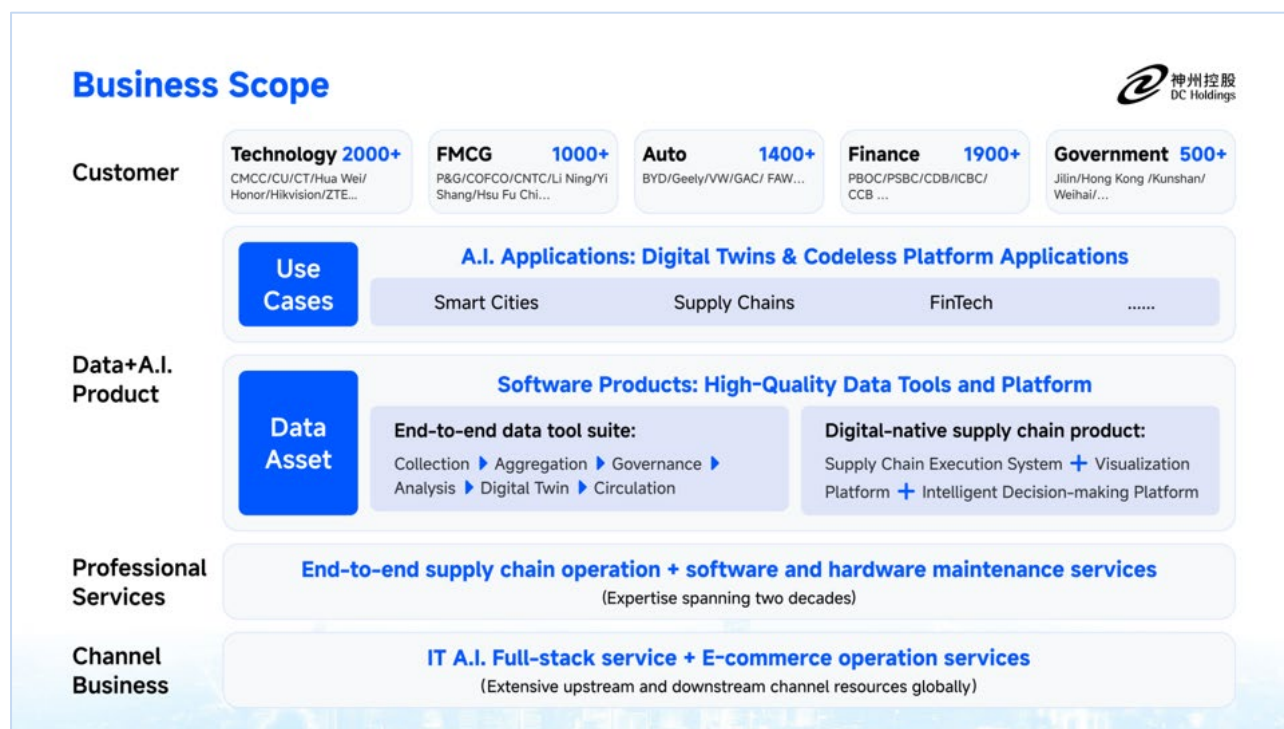 Business Scope
神州控股
DC Holdings
Customer
Technology 2000+
CMCC/CU/CT/Hua Wei/
Honor/Hikvision/ZTE...
FMCG 1000+
P&G/COFCO/CNTC/Li Ning/Yi
Shang/Hsu Fu Chi...
Auto 1400+
BYD/Geely/VW/GAC/ FAW...
Finance 1900+
PBOC/PSBC/CDB/ICBC/
CCB ...
Government 500+
Jilin/Hong Kong /Kunshan/
Weihai/...
Data+A.I.
Product
Use
Cases
A.I. Applications: Digital Twins & Codeless Platform Applications
Smart Cities Supply Chains FinTech ......
Data
Asset
Software Products: High-Quality Data Tools and Platform
End-to-end data tool suite:
Collection ▶ Aggregation ▶ Governance ▶
Analysis ▶ Digital Twin ▶ Circulation
Digital-native supply chain product:
Supply Chain Execution System + Visualization
Platform + Intelligent Decision-making Platform
Professional
Services
End-to-end supply chain operation + software and hardware maintenance services
(Expertise spanning two decades)
Channel
Business
IT A.I. Full-stack service + E-commerce operation services
(Extensive upstream and downstream channel resources globally)